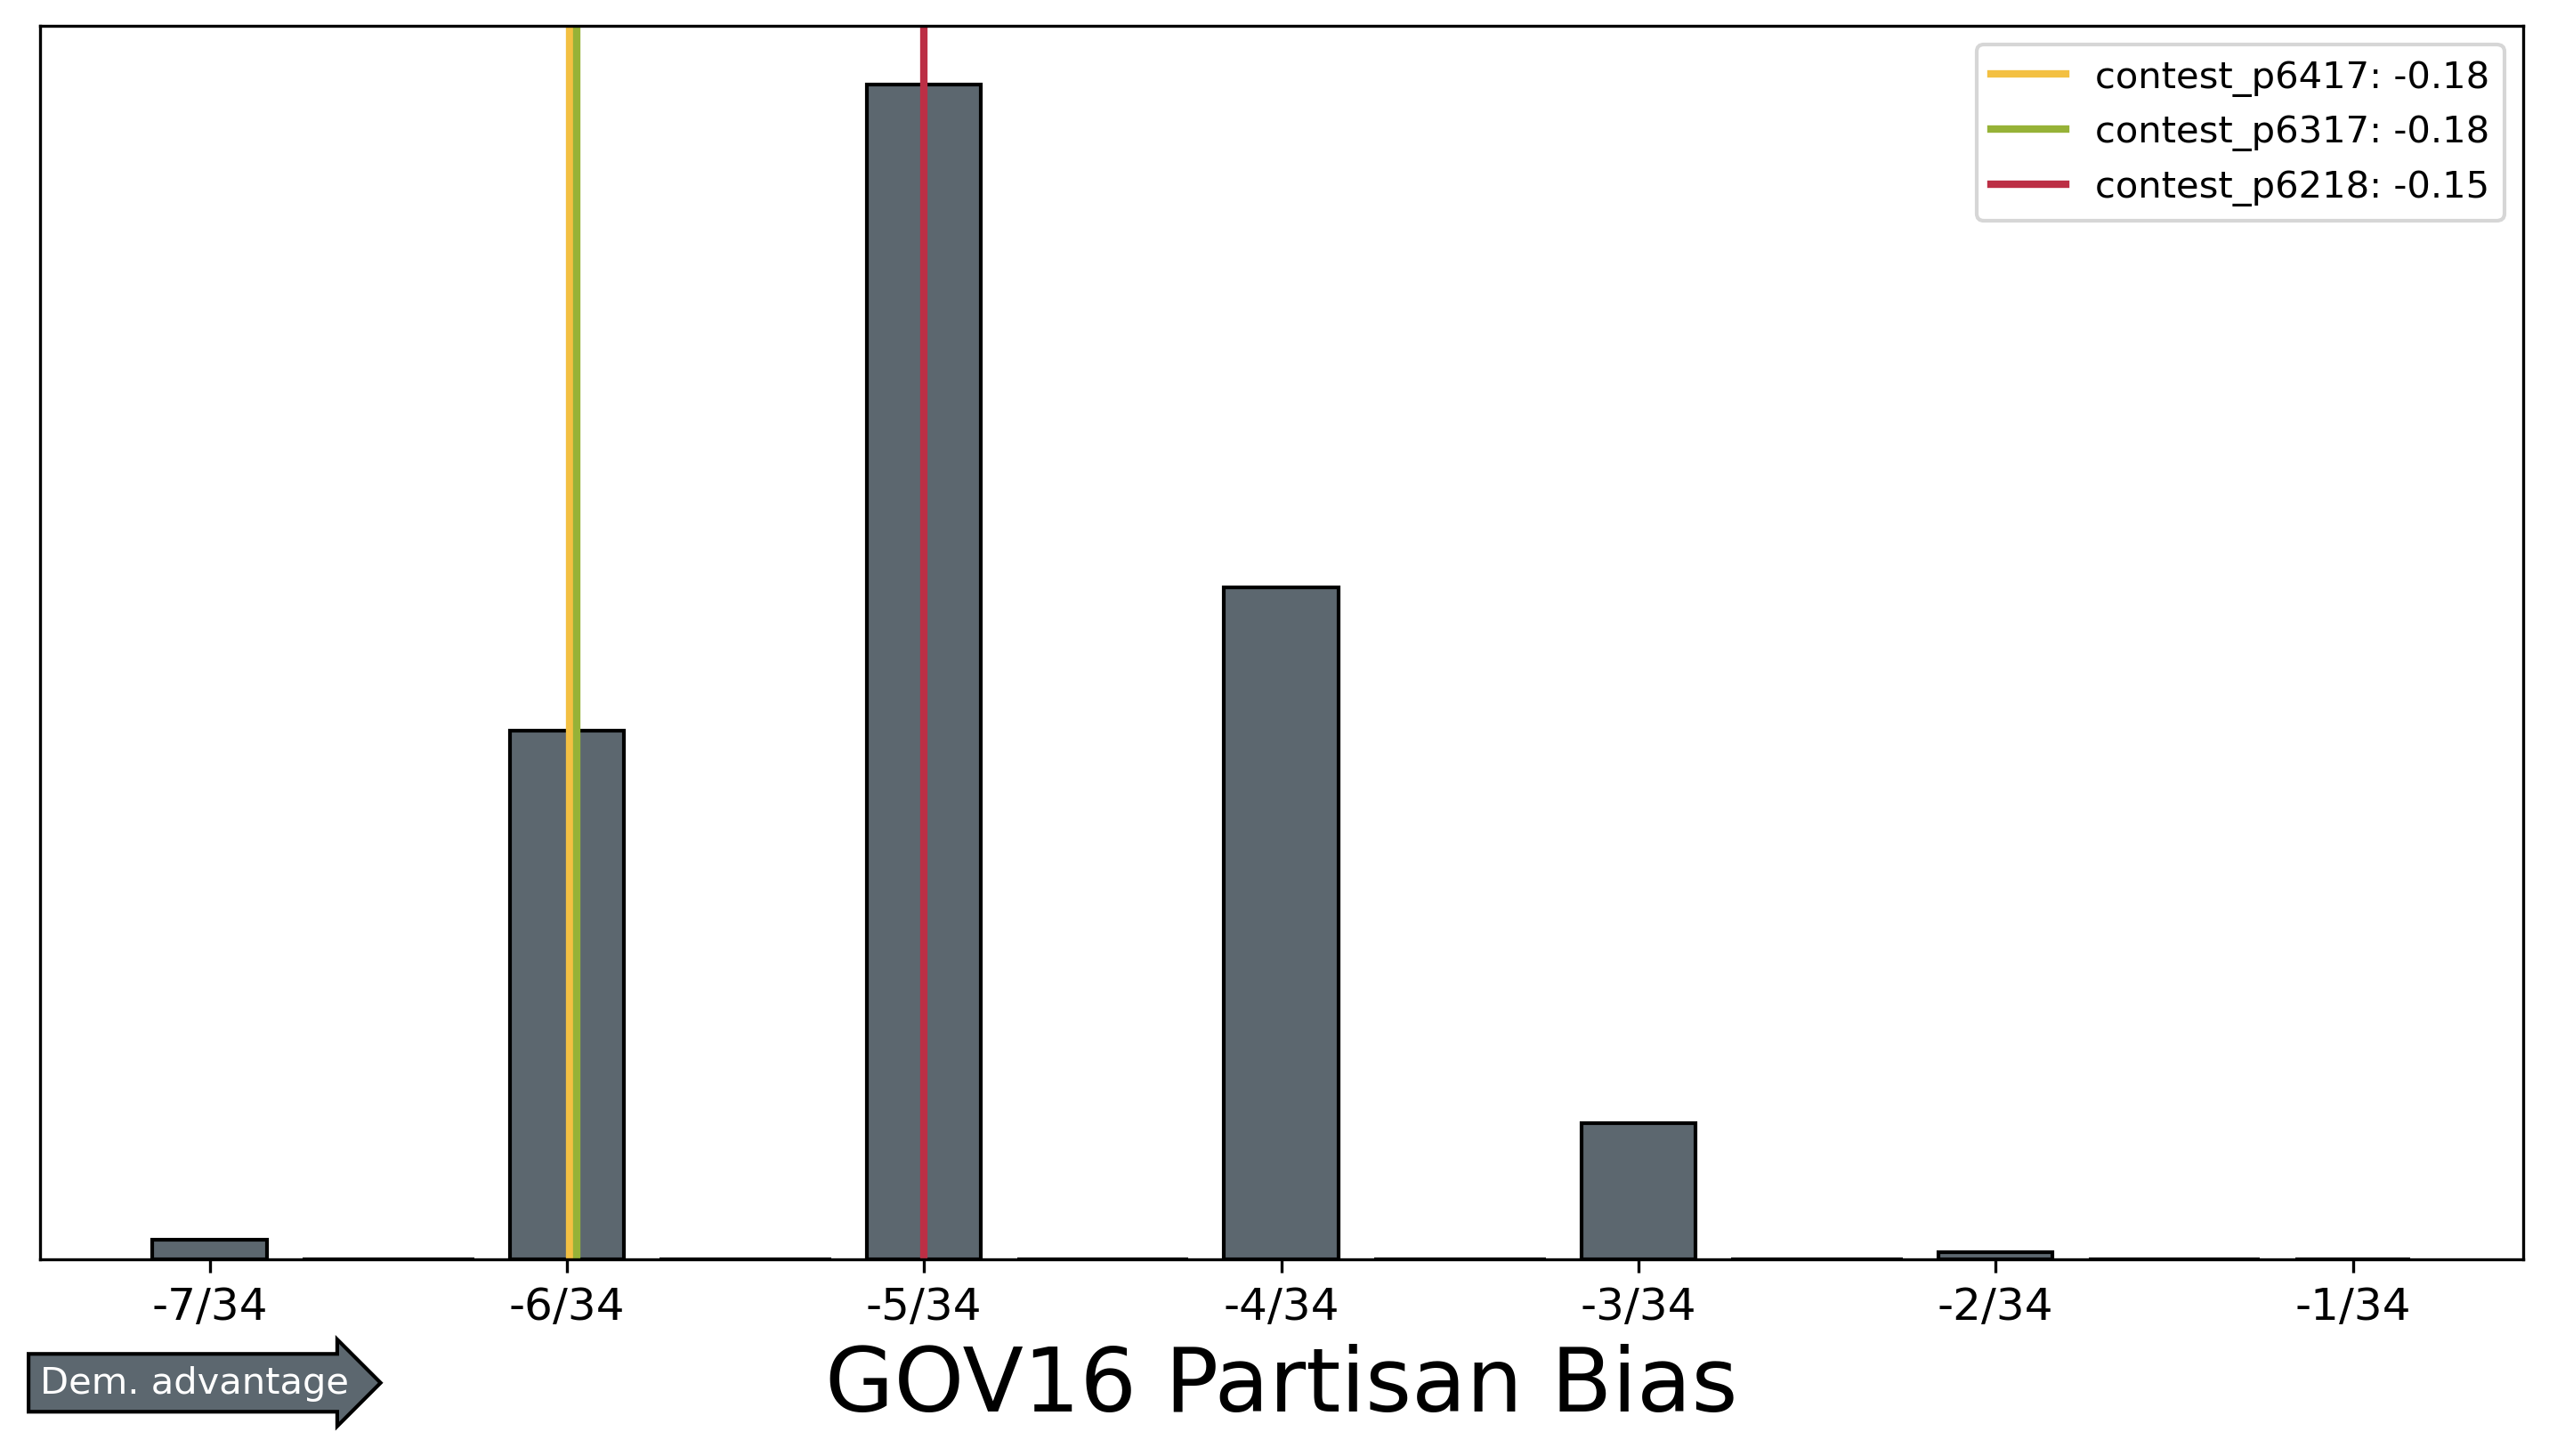 contest_p6417: -0.18
contest_p6317: -0.18
contest_p6218: -0.15
-7/34 -6/34 -5/34 -4/34 -3/34 -2/34 -1/34
Dem. advantage
GOV16 Partisan Bias